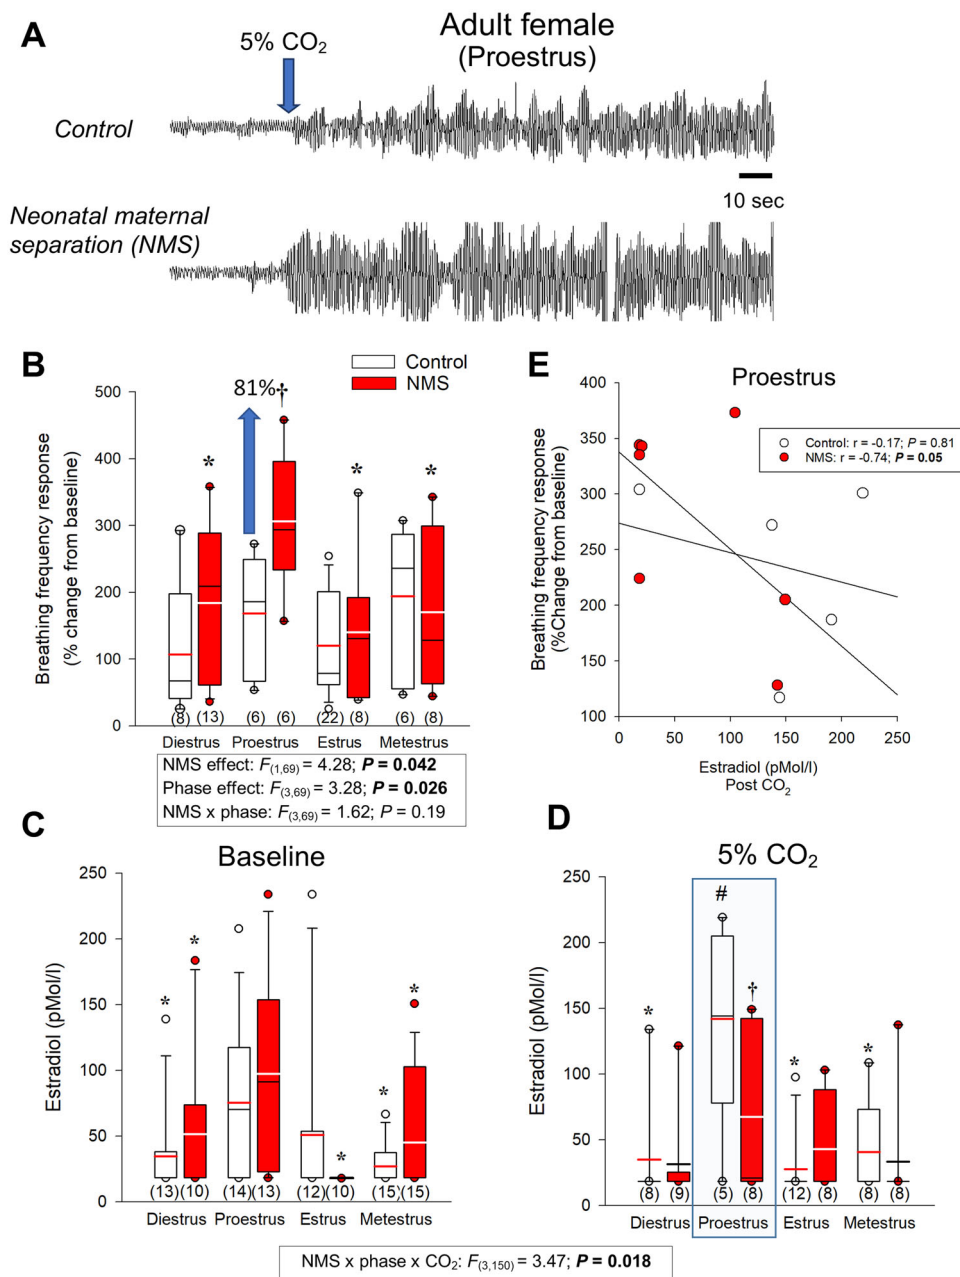 A
Adult female
(Proestrus)
5% CO2
Control
10 sec
Neonatal maternal
separation (NMS)
B
Control
NMS
81%†
Breathing frequency response
(% change from baseline)
500
400
300
200
100
0
*
*
*
(8)
(13)
(6)
(6)
(22)
(8)
(6)
(8)
Diestrus
Proestrus
Estrus
Metestrus
NMS effect: F(1,69) = 4.28; P = 0.042
Phase effect: F(3,69) = 3.28; P = 0.026
NMS x phase: F(3,69) = 1.62; P = 0.19
E
Proestrus
Control: r = -0.17; P = 0.81
NMS: r = -0.74; P = 0.05
Breathing frequency response
(%Change from baseline)
400
350
300
250
200
150
100
0
50
100
150
200
250
Estradiol (pMol/l)
Post CO2
C
Baseline
Estradiol (pMol/l)
250
200
150
100
50
0
*
*
*
*
*
(13)
(10)
(14)
(13)
(12)
(10)
(15)
(15)
Diestrus
Proestrus
Estrus
Metestrus
D
5% CO2
Estradiol (pMol/l)
250
200
150
100
50
0
*
#
†
*
*
(8)
(9)
(5)
(8)
(12)
(8)
(8)
(8)
Diestrus
Proestrus
Estrus
Metestrus
NMS x phase x CO2: F(3,150) = 3.47; P = 0.018